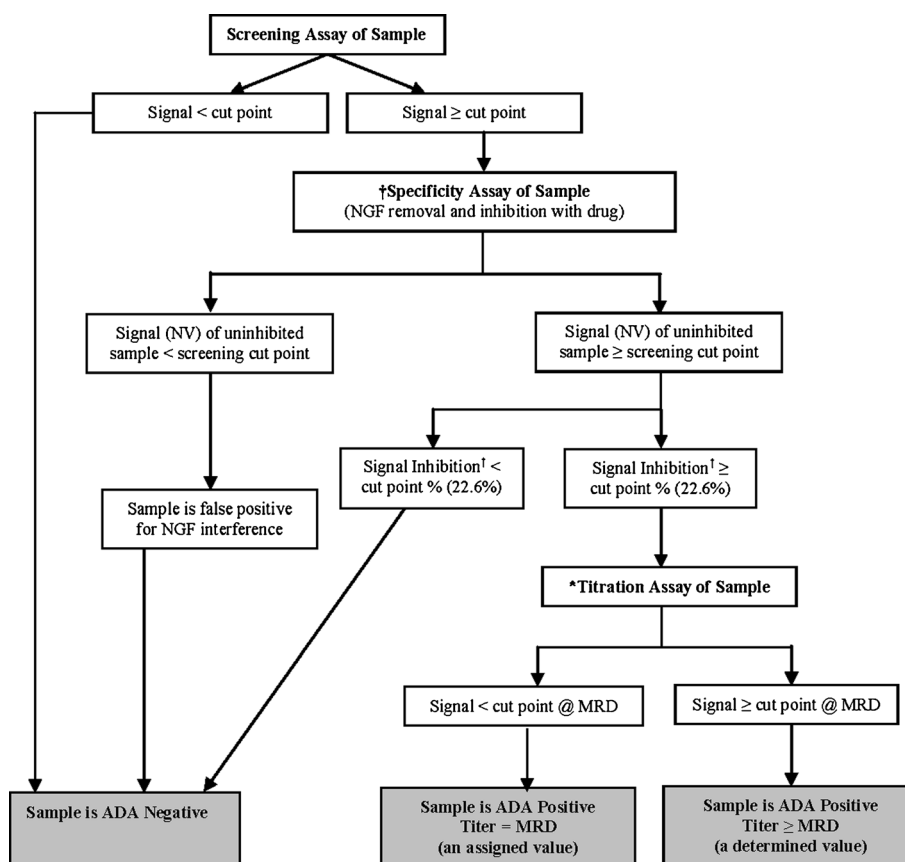 Screening Assay of Sample
Signal < cut point
Signal ≥ cut point
†Specificity Assay of Sample
(NGF removal and inhibition with drug)
Signal (NV) of uninhibited
sample < screening cut point
Signal (NV) of uninhibited
sample ≥ screening cut point
Signal Inhibition† <
cut point % (22.6%)
Signal Inhibition† ≥
cut point % (22.6%)
Sample is false positive
for NGF interference
*Titration Assay of Sample
Signal < cut point @ MRD
Signal ≥ cut point @ MRD
Sample is ADA Negative
Sample is ADA Positive
Titer = MRD
(an assigned value)
Sample is ADA Positive
Titer ≥ MRD
(a determined value)